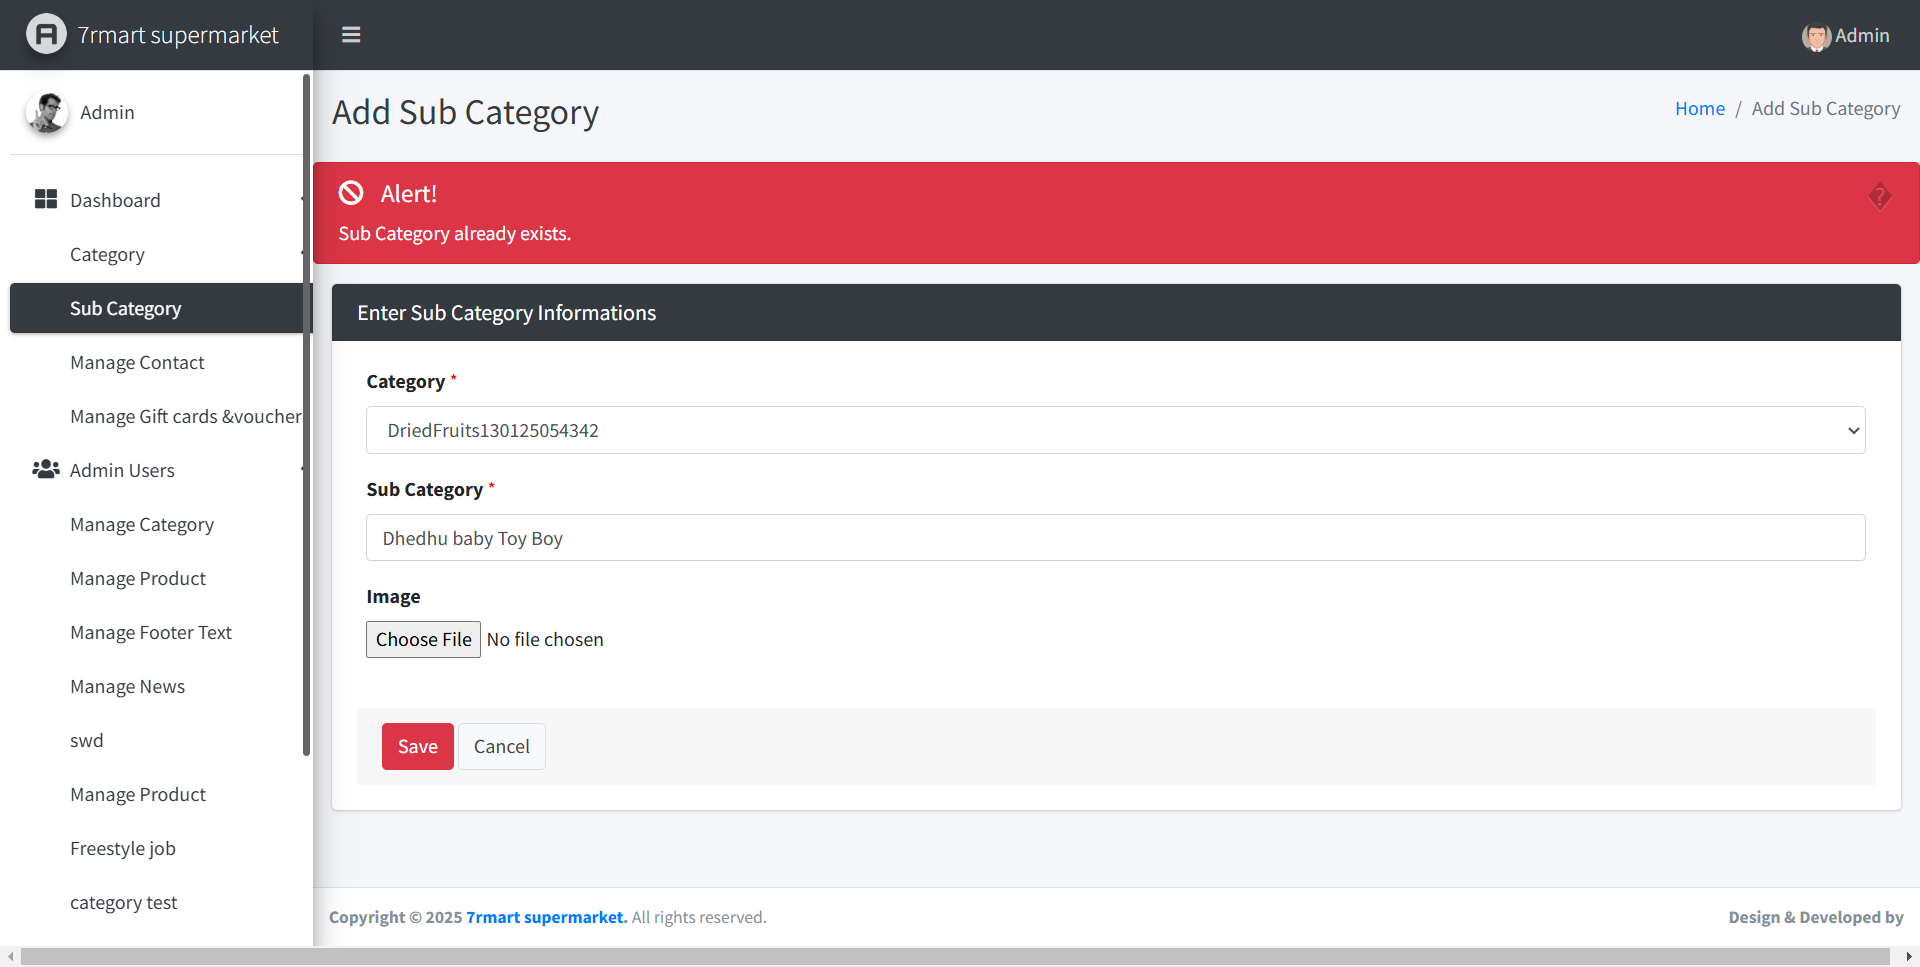 7rmart supermarket
Admin
Admin
Add Sub Category
Home / Add Sub Category
Alert!
Sub Category already exists.
Dashboard
Category
Sub Category
Manage Contact
Manage Gift cards &voucher
Admin Users
Manage Category
Manage Product
Manage Footer Text
Manage News
swd
Manage Product
Freestyle job
category test
Enter Sub Category Informations
Category *
DriedFruits130125054342
Sub Category *
Dhedhu baby Toy Boy
Image
Choose File No file chosen
Save Cancel
Copyright © 2025 7rmart supermarket. All rights reserved.
Design & Developed by